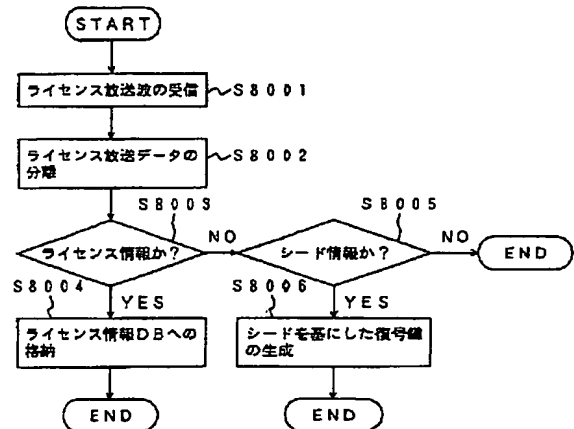 START
ライセンス放送波の受信
S8001
ライセンス放送データの
分離
S8002
S8003
ライセンス情報か?
NO
S8005
シード情報か?
NO
END
S8004
YES
ライセンス情報DBへの
格納
END
S8006
YES
シードを基にした復号鍵
の生成
END